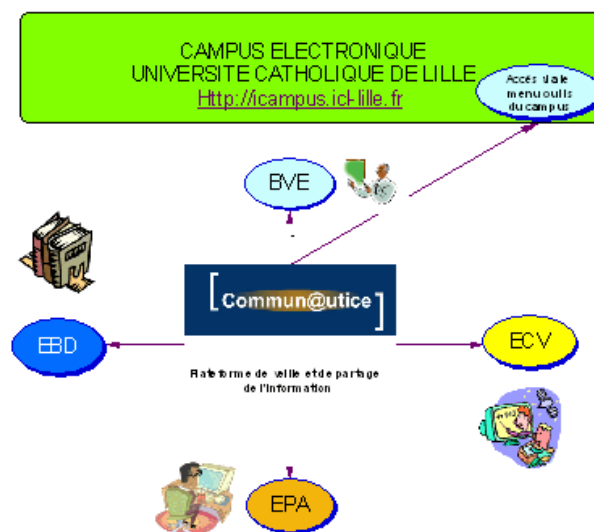 CAMPUS ELECTRONIQUE
UNIVERSITE CATHOLIQUE DE LILLE
Http://icampus.icl-lille.fr
Accés via le
menu outils
du campus
BVE
[Commun@utice]
EBD
ECV
Plateforme de veille et de partage
de l'information
EPA